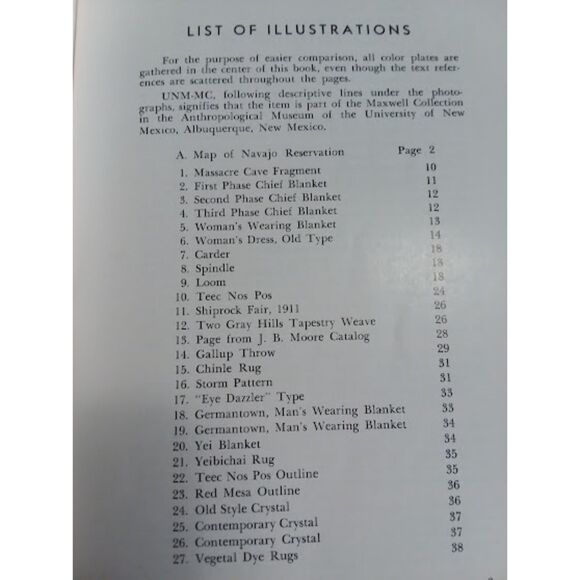 LIST OF ILLUSTRATIONS
For the purpose of easier comparison, all color plates are
gathered in the center of this book, even though the text refer-
ences are scattered throughout the pages.
UNM-MC, following descriptive lines under the photo-
graphs, signifies that the item is part of the Maxwell Collection
in the Anthropological Museum of the University of New
Mexico, Albuquerque, New Mexico.
A. Map of Navajo Reservation Page 2
1. Massacre Cave Fragment 10
2. First Phase Chief Blanket 11
3. Second Phase Chief Blanket 12
4. Third Phase Chief Blanket 12
5. Woman's Wearing Blanket 13
6. Woman's Dress, Old Type 14
7. Carder 18
8. Spindle 18
9. Loom 18
10. Teec Nos Pos 24
11. Shiprock Fair, 1911 26
12. Two Gray Hills Tapestry Weave 26
13. Page from J. B. Moore Catalog 28
14. Gallup Throw 29
15. Chinle Rug 31
16. Storm Pattern 31
17. "Eye Dazzler" Type 33
18. Germantown, Man's Wearing Blanket 33
19. Germantown, Man's Wearing Blanket 34
20. Yei Blanket 34
21. Yeibichai Rug 35
22. Teec Nos Pos Outline 35
23. Red Mesa Outline 36
24. Old Style Crystal 36
25. Contemporary Crystal 37
26. Contemporary Crystal 37
27. Vegetal Dye Rugs 38